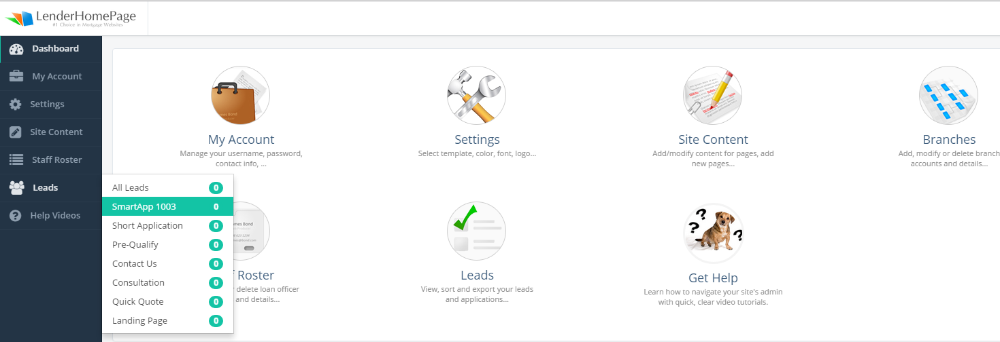 LenderHomePage
#1 Choice in Mortgage Websites
Dashboard
My Account
Settings
Site Content
Staff Roster
Leads
Help Videos
All Leads 0
SmartApp 1003 0
Short Application 0
Pre-Qualify 0
Contact Us 0
Consultation 0
Quick Quote 0
Landing Page 0
My Account
Manage your username, password,
contact info, ...
Settings
Select template, color, font, logo...
Site Content
Add/modify content for pages, add
new pages...
Branches
Add, modify or delete branch
accounts and details...
mes Bond
Roster
r delete loan officer
and details...
Leads
View, sort and export your leads
and applications...
? ? ?
Get Help
Learn how to navigate your site's admin
with quick, clear video tutorials.